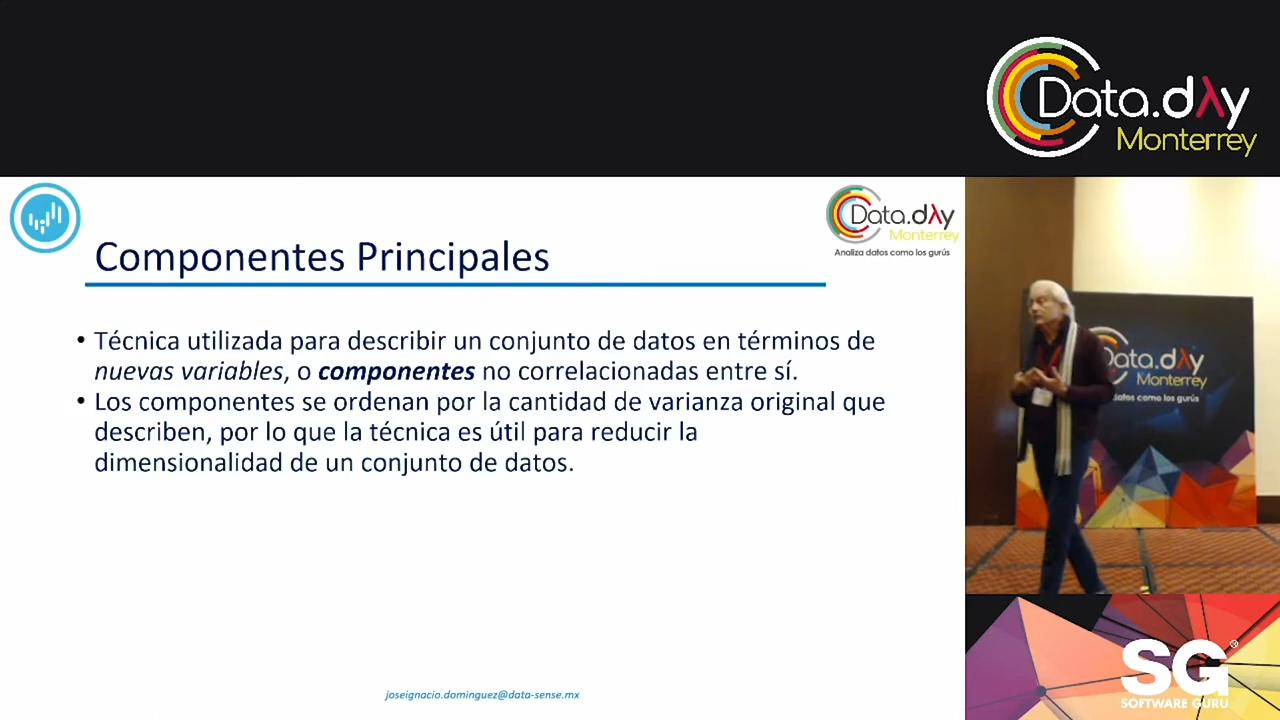 Data.dλy
Monterrey
Data.dλy
Monterrey
Analiza datos como los gurús
Componentes Principales
• Técnica utilizada para describir un conjunto de datos en términos de
nuevas variables, o componentes no correlacionadas entre sí.
• Los componentes se ordenan por la cantidad de varianza original que
describen, por lo que la técnica es útil para reducir la
dimensionalidad de un conjunto de datos.
Data.dλy
Monterrey
datos como los gurús
joseignacio.dominguez@data-sense.mx
SG
SOFTWARE GURU